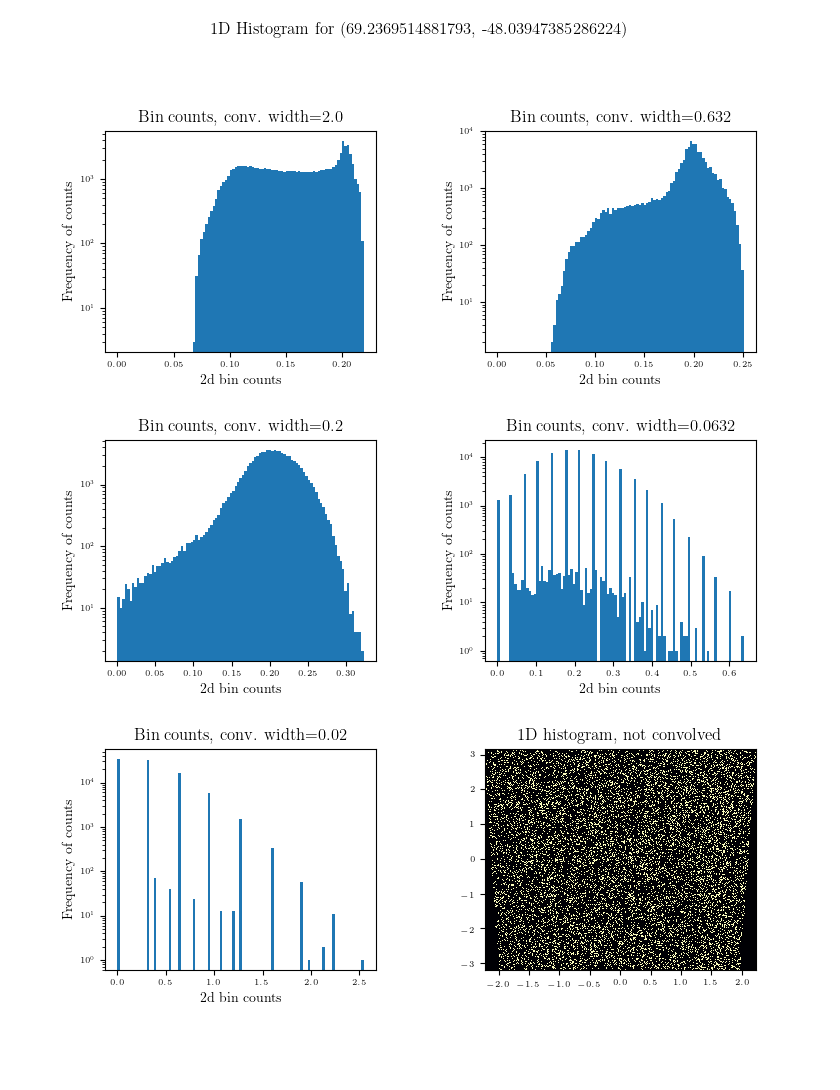 1D Histogram for (69.2369514881793, -48.03947385286224)
Bin counts, conv. width=2.0
Frequency of counts
10³
10²
10¹
0.00 0.05 0.10 0.15 0.20
2d bin counts
Bin counts, conv. width=0.632
Frequency of counts
10⁴
10³
10²
10¹
0.00 0.05 0.10 0.15 0.20 0.25
2d bin counts
Bin counts, conv. width=0.2
Frequency of counts
10³
10²
10¹
0.00 0.05 0.10 0.15 0.20 0.25 0.30
2d bin counts
Bin counts, conv. width=0.0632
Frequency of counts
10⁴
10³
10²
10¹
10⁰
0.0 0.1 0.2 0.3 0.4 0.5 0.6
2d bin counts
Bin counts, conv. width=0.02
Frequency of counts
10⁴
10³
10²
10¹
10⁰
0.0 0.5 1.0 1.5 2.0 2.5
2d bin counts
1D histogram, not convolved
3
2
1
0
−1
−2
−3
−2.0 −1.5 −1.0 −0.5 0.0 0.5 1.0 1.5 2.0